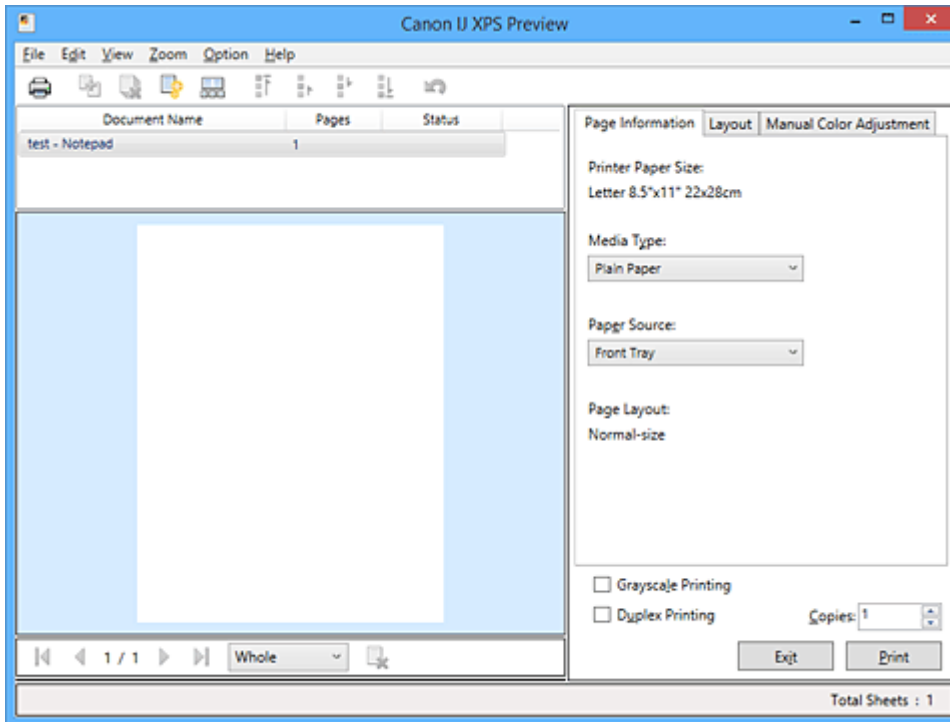 Canon IJ XPS Preview
File Edit View Zoom Option Help
Document Name Pages Status
test - Notepad 1
Page Information Layout Manual Color Adjustment
Printer Paper Size:
Letter 8.5"x11" 22x28cm
Media Type:
Plain Paper
Paper Source:
Front Tray
Page Layout:
Normal-size
Grayscale Printing
Duplex Printing
Copies: 1
1 / 1 Whole
Exit Print
Total Sheets : 1